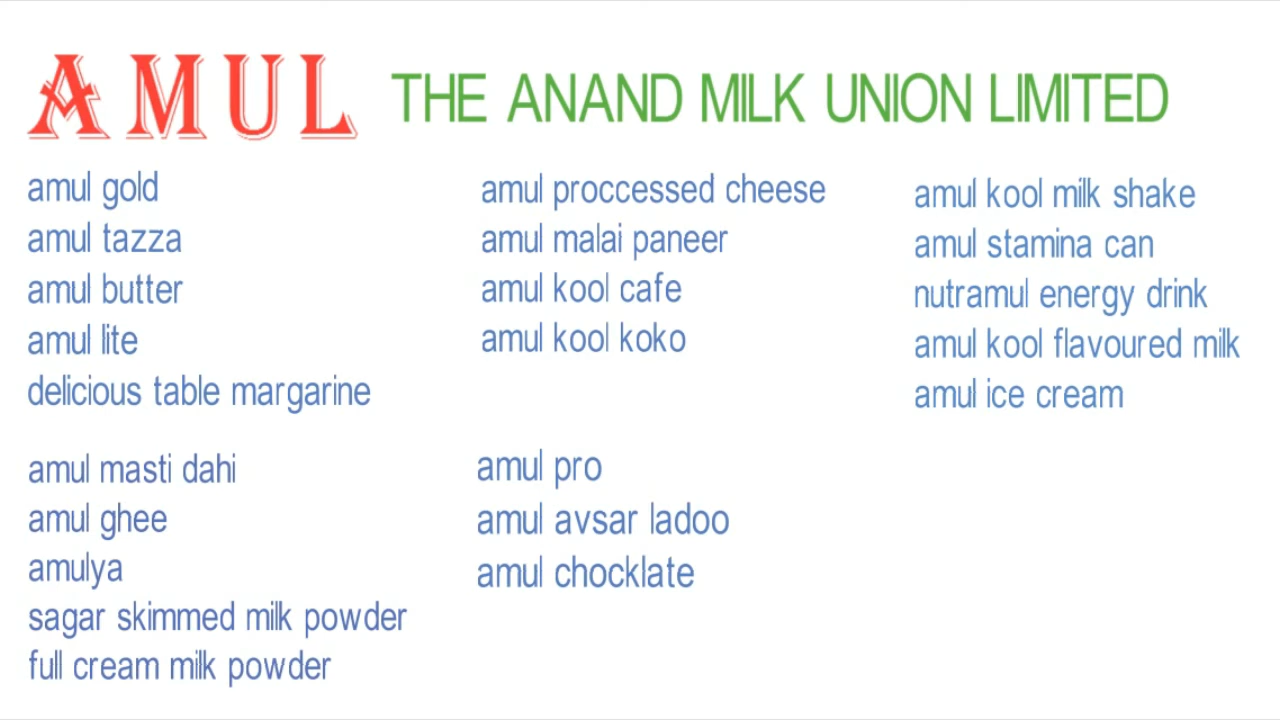 AMUL THE ANAND MILK UNION LIMITED
amul gold
amul tazza
amul butter
amul lite
delicious table margarine
amul masti dahi
amul ghee
amulya
sagar skimmed milk powder
full cream milk powder
amul proccessed cheese
amul malai paneer
amul kool cafe
amul kool koko
amul pro
amul avsar ladoo
amul chocklate
amul kool milk shake
amul stamina can
nutramul energy drink
amul kool flavoured milk
amul ice cream